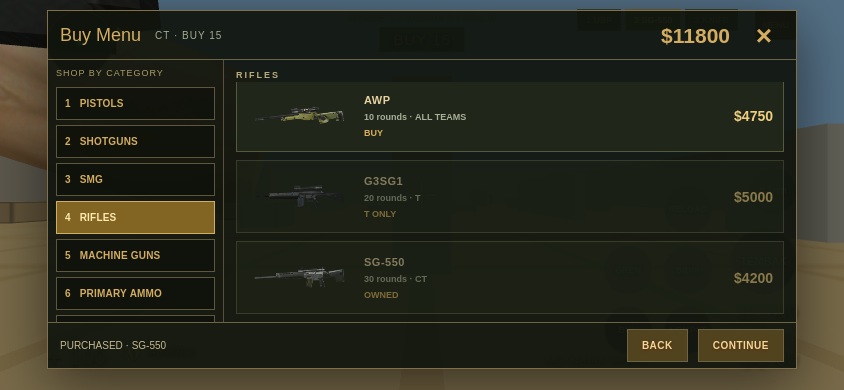 Buy Menu CT · BUY 15 $11800 ✕
SHOP BY CATEGORY
1 PISTOLS
2 SHOTGUNS
3 SMG
4 RIFLES
5 MACHINE GUNS
6 PRIMARY AMMO
RIFLES
AWP
10 rounds · ALL TEAMS
BUY
$4750
G3SG1
20 rounds · T
T ONLY
$5000
SG-550
30 rounds · CT
OWNED
$4200
PURCHASED · SG-550
BACK
CONTINUE